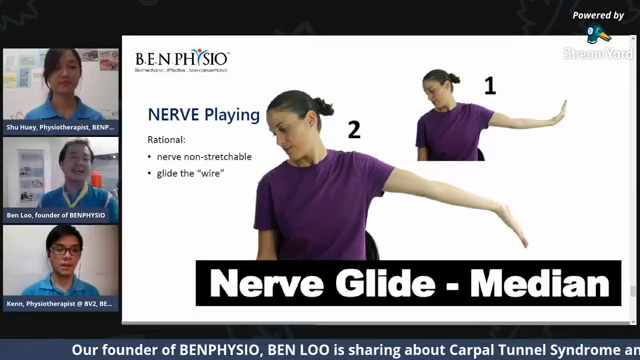 Powered by
StreamYard
B.E.N PHYSIO™
Biomechanic . Effective . Non-conventional
NERVE Playing
Rational:
• nerve non-stretchable
• glide the “wire”
1
2
Nerve Glide - Median
Shu Huey, Physiotherapist, BENP...
Ben Loo, founder of BENPHYSIO
Kenn, Physiotherapist @ BV2, BE...
Our founder of BENPHYSIO, BEN LOO is sharing about Carpal Tunnel Syndrome an